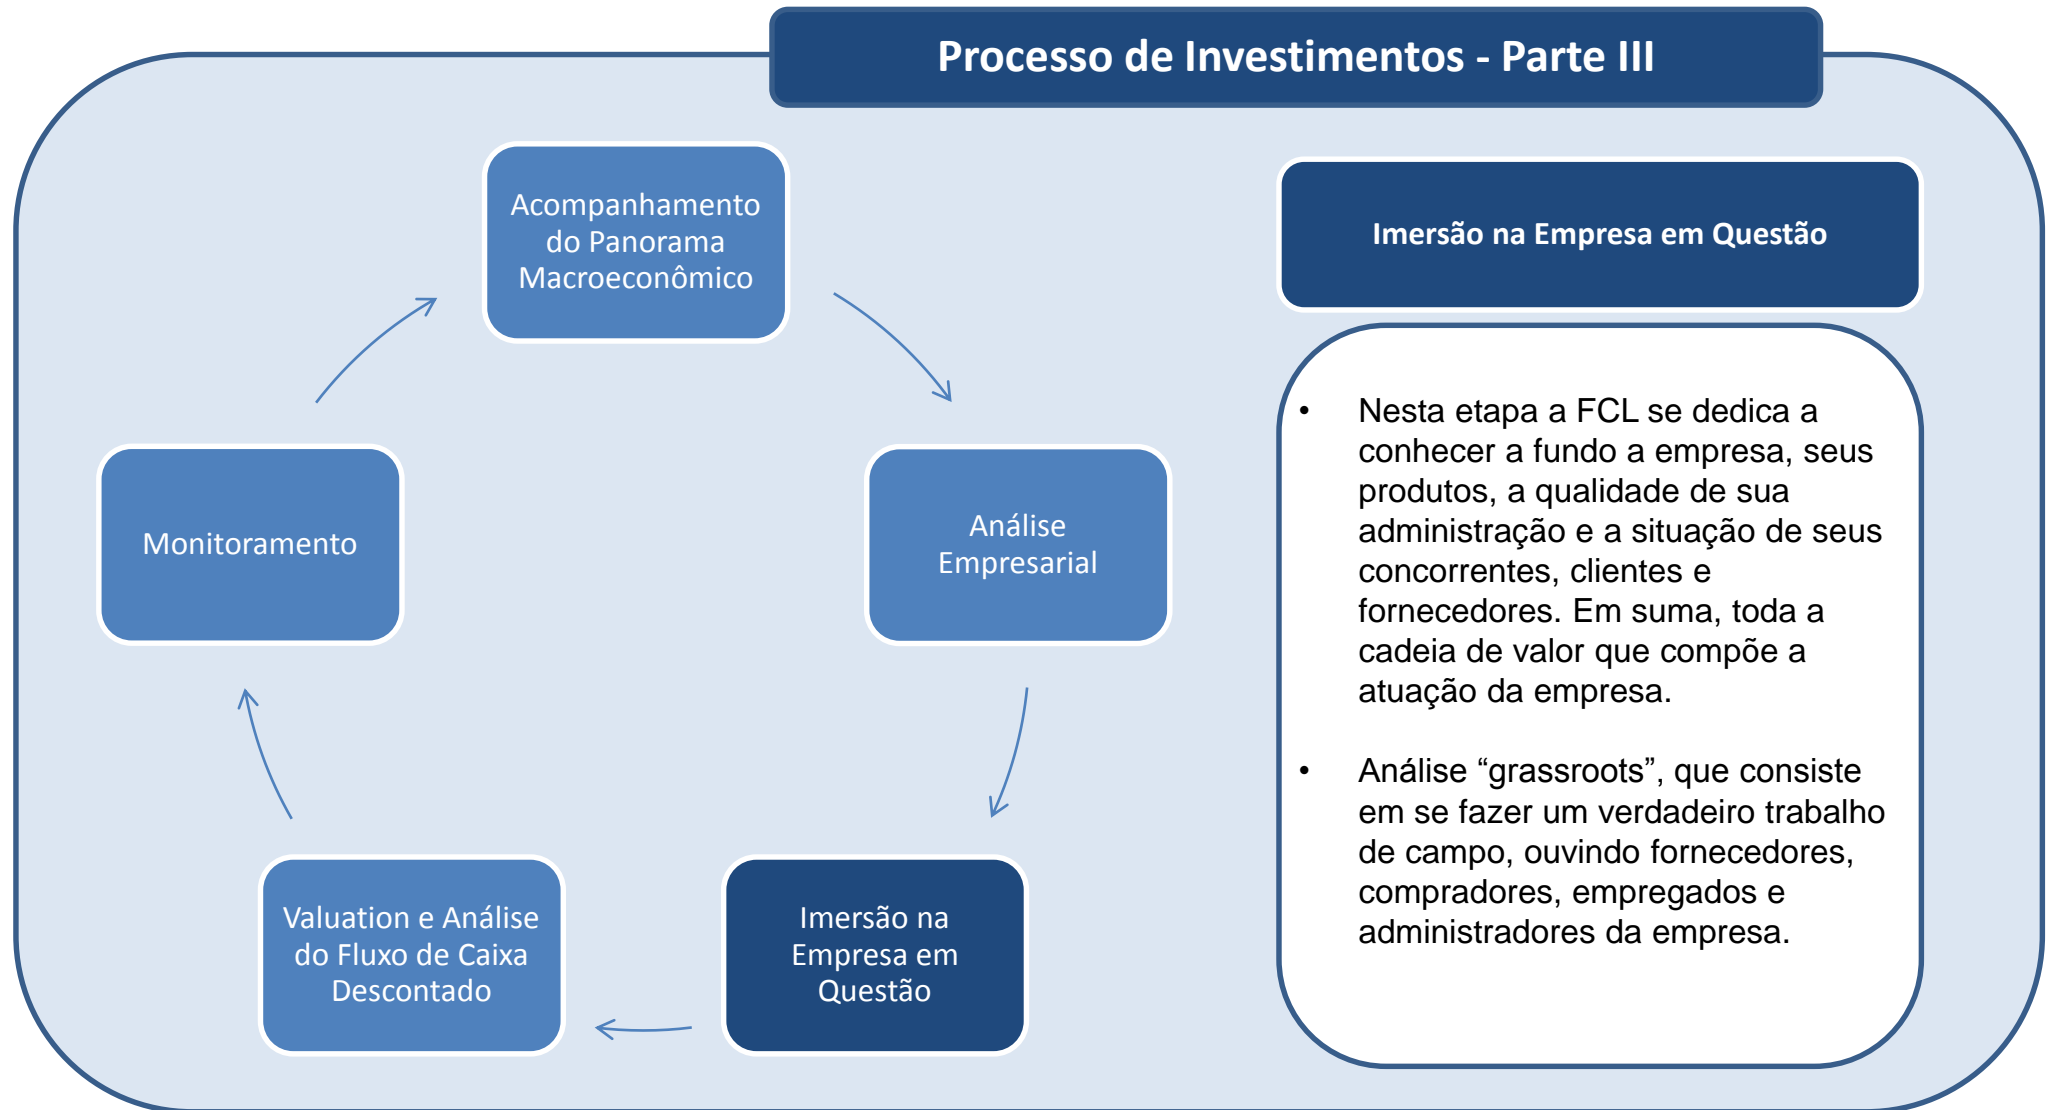 Processo de Investimentos - Parte III
Acompanhamento
do Panorama
Macroeconômico
Análise
Empresarial
Imersão na
Empresa em
Questão
Valuation e Análise
do Fluxo de Caixa
Descontado
Monitoramento
Imersão na Empresa em Questão
• Nesta etapa a FCL se dedica a
conhecer a fundo a empresa, seus
produtos, a qualidade de sua
administração e a situação de seus
concorrentes, clientes e
fornecedores. Em suma, toda a
cadeia de valor que compõe a
atuação da empresa.
• Análise “grassroots”, que consiste
em se fazer um verdadeiro trabalho
de campo, ouvindo fornecedores,
compradores, empregados e
administradores da empresa.